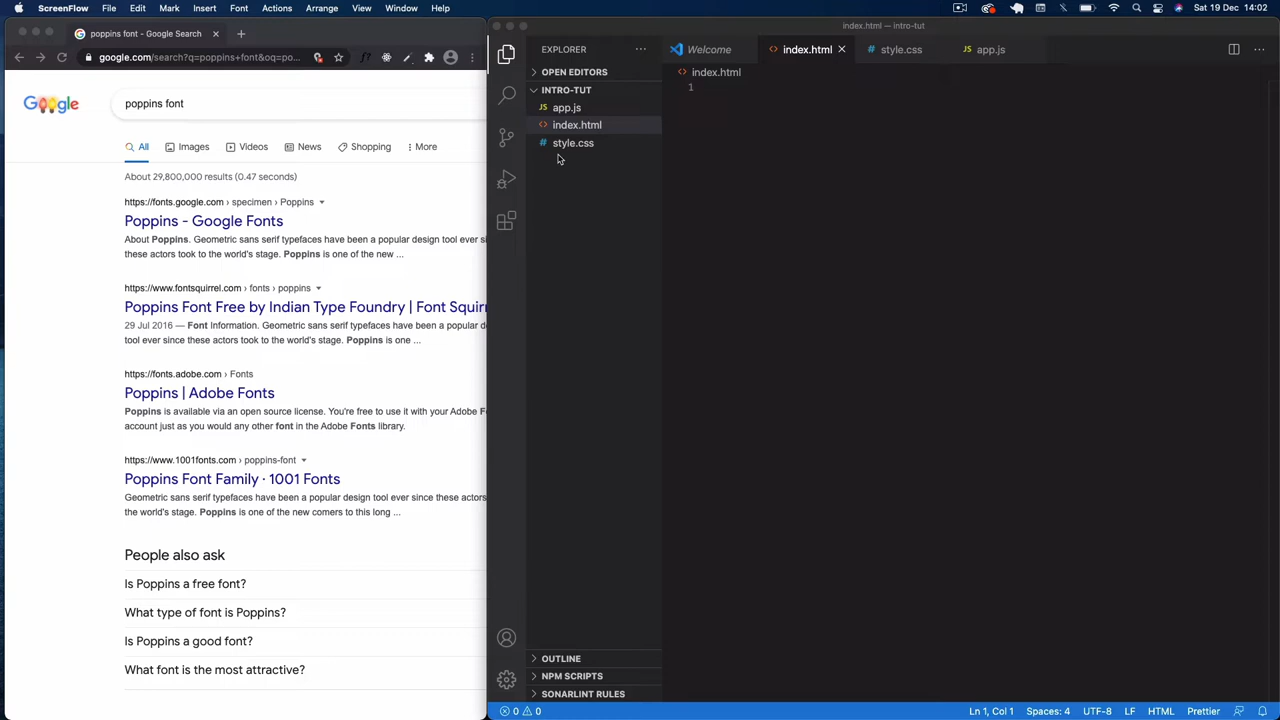 ScreenFlow File Edit Mark Insert Font Actions Arrange View Window Help
Sat 19 Dec 14:02
poppins font - Google Search
google.com/search?q=poppins+font&oq=po...
Google
poppins font
All Images Videos News Shopping More
About 29,800,000 results (0.47 seconds)
https://fonts.google.com › specimen › Poppins
Poppins - Google Fonts
About Poppins. Geometric sans serif typefaces have been a popular design tool ever si
these actors took to the world's stage. Poppins is one of the new ...
https://www.fontsquirrel.com › fonts › poppins
Poppins Font Free by Indian Type Foundry | Font Squirr
29 Jul 2016 — Font Information. Geometric sans serif typefaces have been a popular d
tool ever since these actors took to the world's stage. Poppins is one ...
https://fonts.adobe.com › Fonts
Poppins | Adobe Fonts
Poppins is available via an open source license. You're free to use it with your Adobe F
account just as you would any other font in the Adobe Fonts library.
https://www.1001fonts.com › poppins-font
Poppins Font Family · 1001 Fonts
Geometric sans serif typefaces have been a popular design tool ever since these actors
the world's stage. Poppins is one of the new comers to this long ...
People also ask
Is Poppins a free font?
What type of font is Poppins?
Is Poppins a good font?
What font is the most attractive?
index.html — intro-tut
EXPLORER ...
OPEN EDITORS
INTRO-TUT
JS app.js
<> index.html
# style.css
OUTLINE
NPM SCRIPTS
SONARLINT RULES
Welcome <> index.html # style.css JS app.js
<> index.html
1
0 0
Ln 1, Col 1 Spaces: 4 UTF-8 LF HTML Prettier